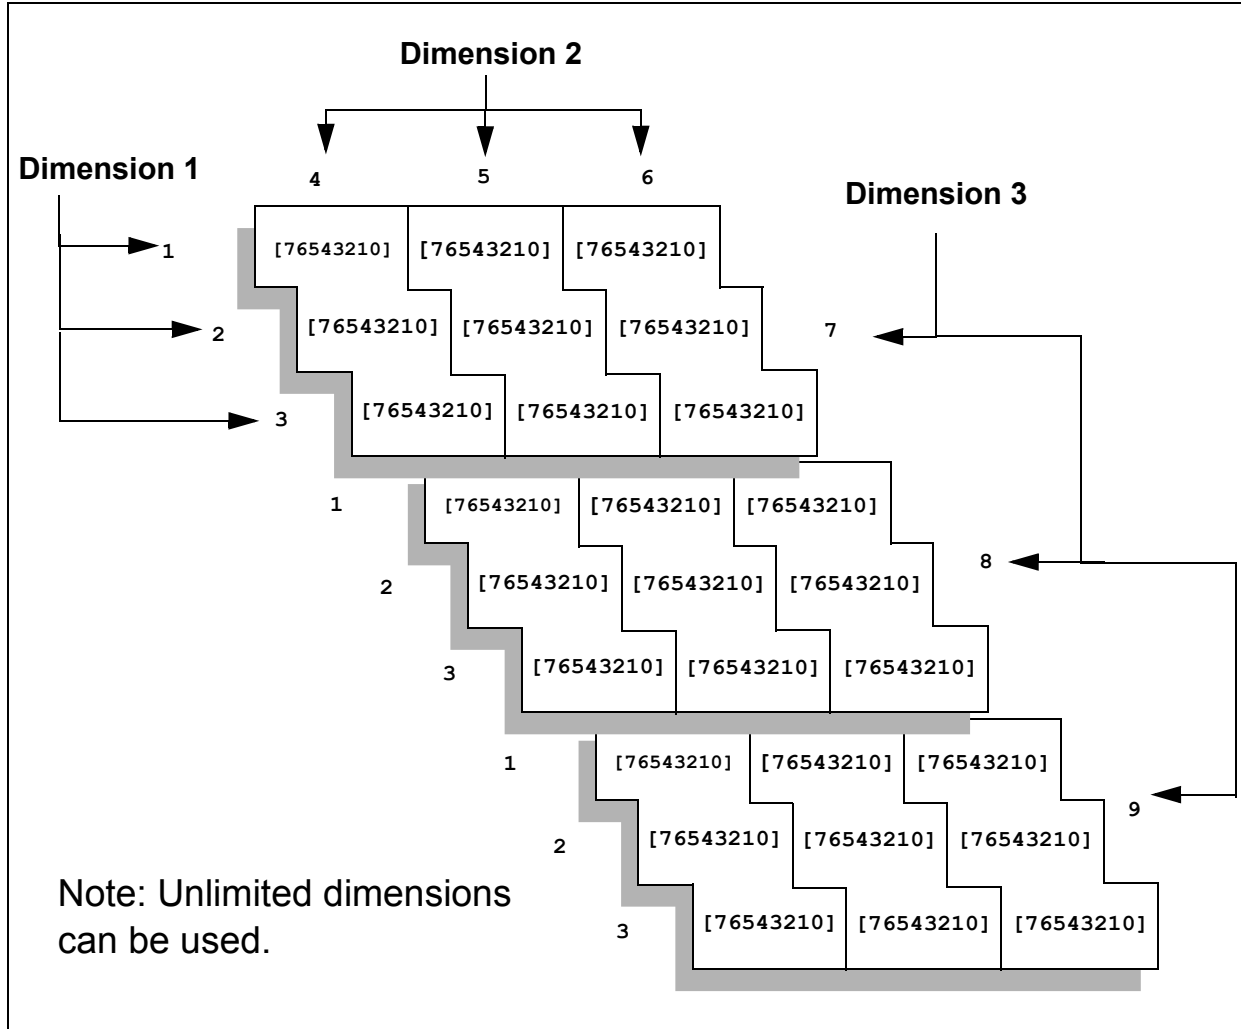 Dimension 2
Dimension 1
4 5 6
Dimension 3
1 [76543210] [76543210] [76543210]
2 [76543210] [76543210] [76543210] 7
3 [76543210] [76543210] [76543210]
1 [76543210] [76543210] [76543210]
2 [76543210] [76543210] [76543210] 8
3 [76543210] [76543210] [76543210]
1 [76543210] [76543210] [76543210]
2 [76543210] [76543210] [76543210] 9
3 [76543210] [76543210] [76543210]
Note: Unlimited dimensions
can be used.